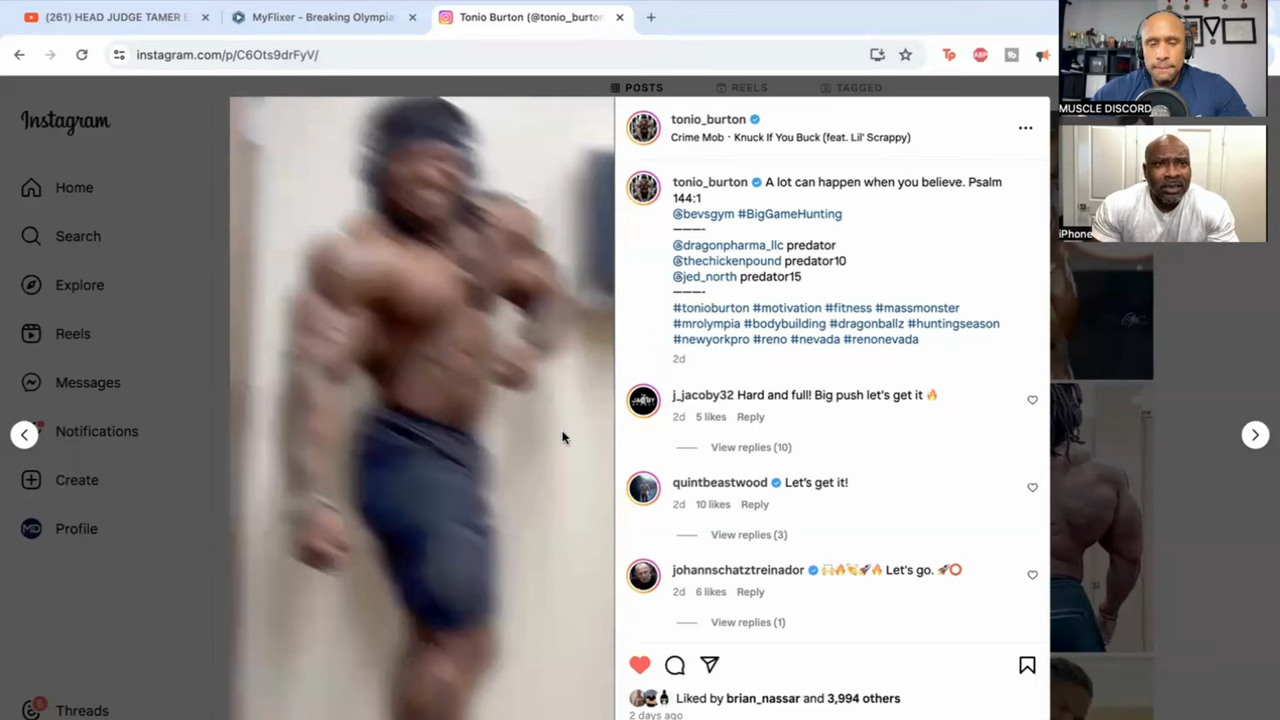 (261) HEAD JUDGE TAMER E
MyFlixer - Breaking Olympia
Tonio Burton (@tonio_burton
instagram.com/p/C6Ots9drFyV/
Tp
ABP
MUSCLE DISCORD
iPhone
Instagram
Home
Search
Explore
Reels
Messages
Notifications
Create
MD Profile
Threads
POSTS
REELS
TAGGED
tonio_burton
Crime Mob · Knuck If You Buck (feat. Lil' Scrappy)
tonio_burton A lot can happen when you believe. Psalm
144:1
@bevsgym #BigGameHunting
———-
@dragonpharma_llc predator
@thechickenpound predator10
@jed_north predator15
———-
#tonioburton #motivation #fitness #massmonster
#mrolympia #bodybuilding #dragonballz #huntingseason
#newyorkpro #reno #nevada #renonevada
2d
j_jacoby32 Hard and full! Big push let's get it 🔥
2d 5 likes Reply
View replies (10)
quintbeastwood Let's get it!
2d 10 likes Reply
View replies (3)
johannschatztreinador 🙌🔥👏🚀🔥 Let's go. 🚀⭕
2d 6 likes Reply
View replies (1)
Liked by brian_nassar and 3,994 others
2 days ago